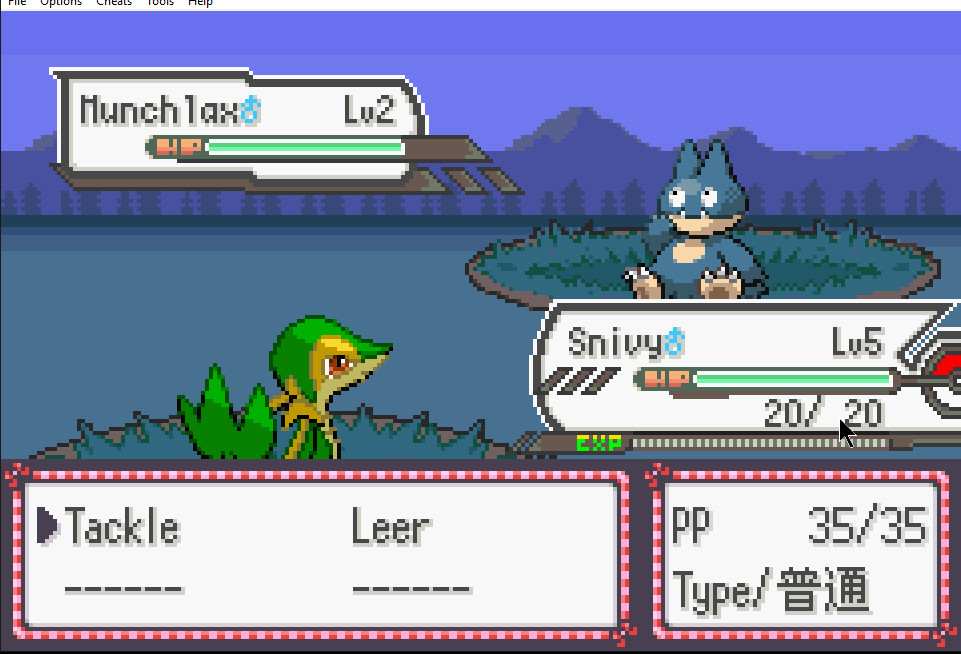 File Options Cheats Tools Help
Munchlax♂ Lv2
HP
Snivy♂ Lv5
HP
20/ 20
EXP
Tackle Leer
PP 35/35
Type/普通